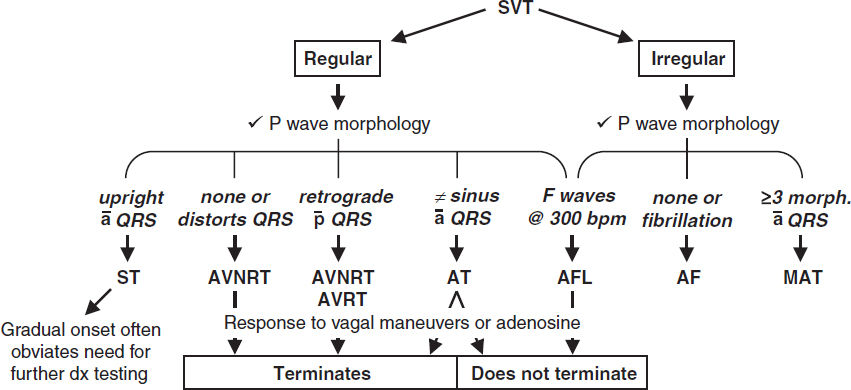 SVT
Regular
Irregular
✓ P wave morphology
✓ P wave morphology
upright
ā QRS
none or
distorts QRS
retrograde
p̄ QRS
≠ sinus
ā QRS
F waves
@ 300 bpm
none or
fibrillation
≥3 morph.
ā QRS
ST
AVNRT
AVNRT
AVRT
AT
AFL
AF
MAT
Gradual onset often
obviates need for
further dx testing
Response to vagal maneuvers or adenosine
Terminates
Does not terminate